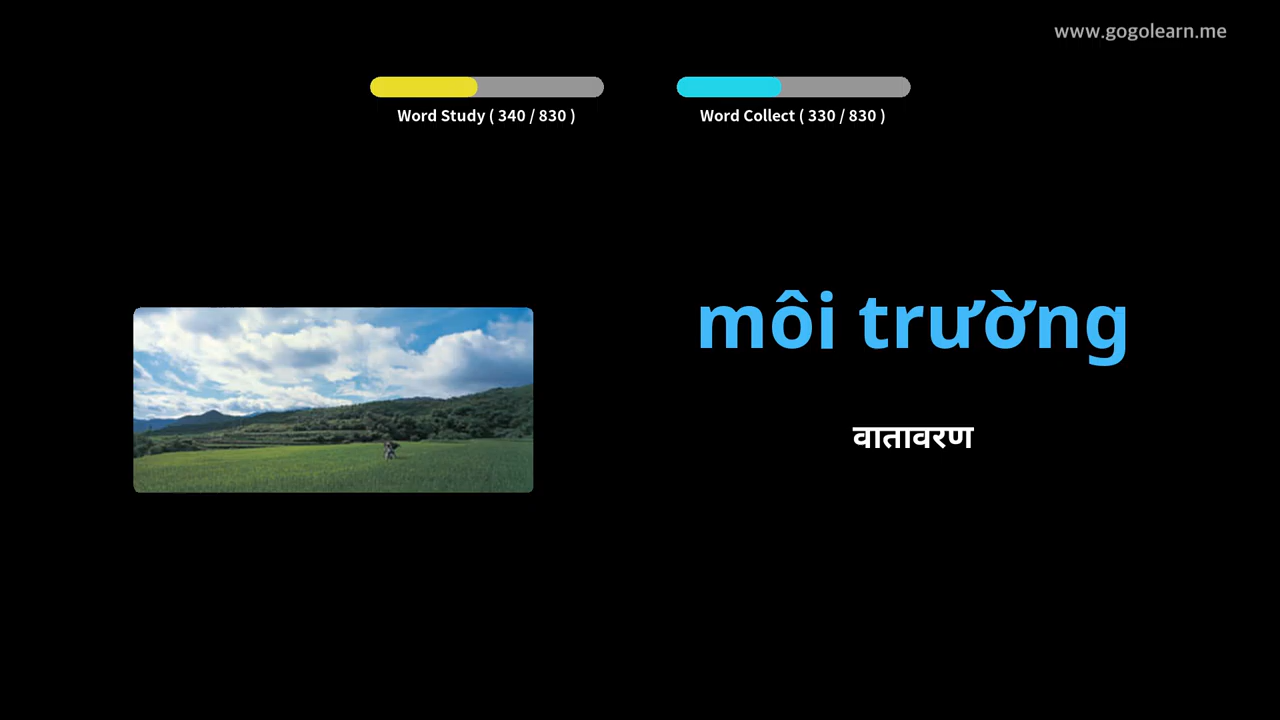 www.gogolearn.me
Word Study ( 340 / 830 )
Word Collect ( 330 / 830 )
môi trường
वातावरण